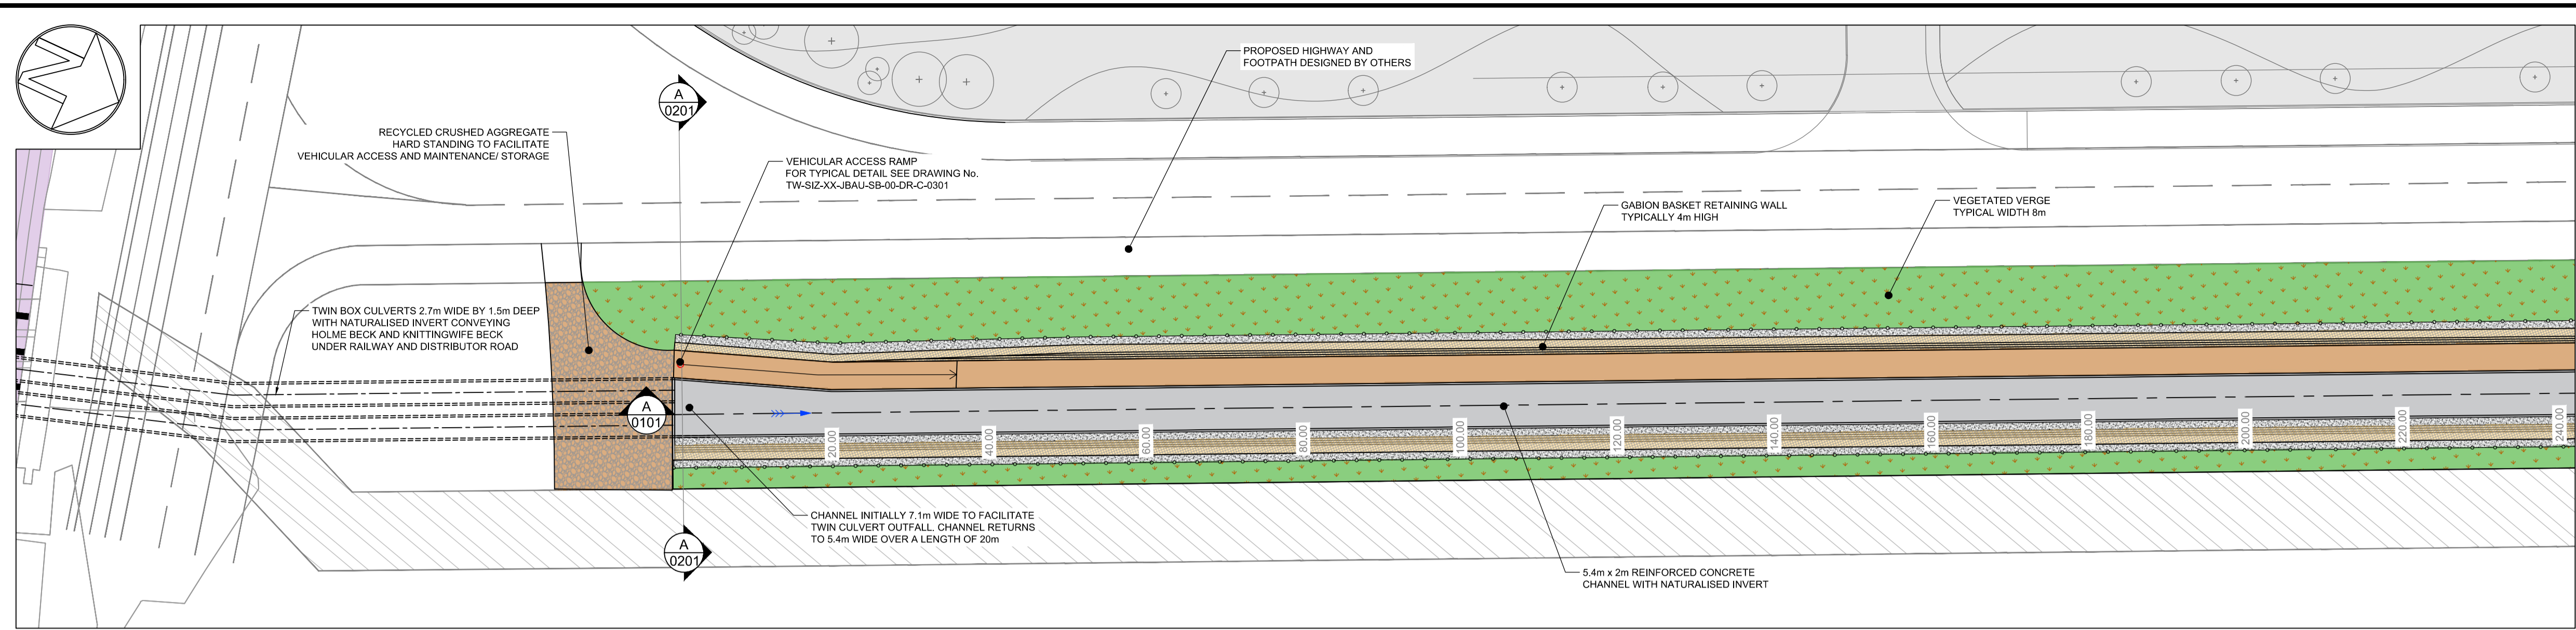 N
PROPOSED HIGHWAY AND
FOOTPATH DESIGNED BY OTHERS
A
0201
RECYCLED CRUSHED AGGREGATE
HARD STANDING TO FACILITATE
VEHICULAR ACCESS AND MAINTENANCE/ STORAGE
VEHICULAR ACCESS RAMP
FOR TYPICAL DETAIL SEE DRAWING No.
TW-SIZ-XX-JBAU-SB-00-DR-C-0301
GABION BASKET RETAINING WALL
TYPICALLY 4m HIGH
VEGETATED VERGE
TYPICAL WIDTH 8m
TWIN BOX CULVERTS 2.7m WIDE BY 1.5m DEEP
WITH NATURALISED INVERT CONVEYING
HOLME BECK AND KNITTINGWIFE BECK
UNDER RAILWAY AND DISTRIBUTOR ROAD
A
0101
20.00
40.00
60.00
80.00
100.00
120.00
140.00
160.00
180.00
200.00
220.00
240.00
CHANNEL INITIALLY 7.1m WIDE TO FACILITATE
TWIN CULVERT OUTFALL. CHANNEL RETURNS
TO 5.4m WIDE OVER A LENGTH OF 20m
A
0201
5.4m x 2m REINFORCED CONCRETE
CHANNEL WITH NATURALISED INVERT